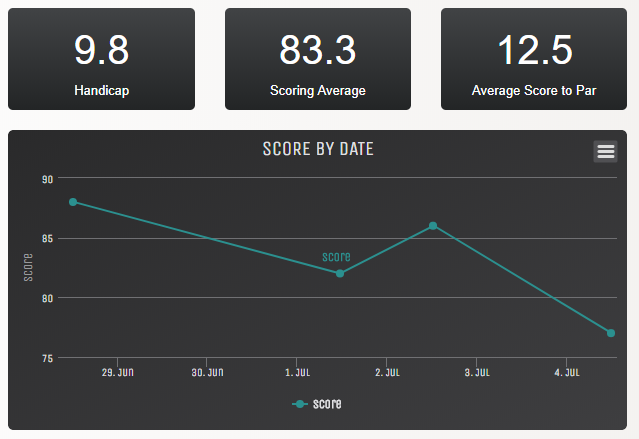 9.8
Handicap
83.3
Scoring Average
12.5
Average Score to Par
SCORE BY DATE
90
85
80
75
score
score
29. Jun
30. Jun
1. Jul
2. Jul
3. Jul
4. Jul
score